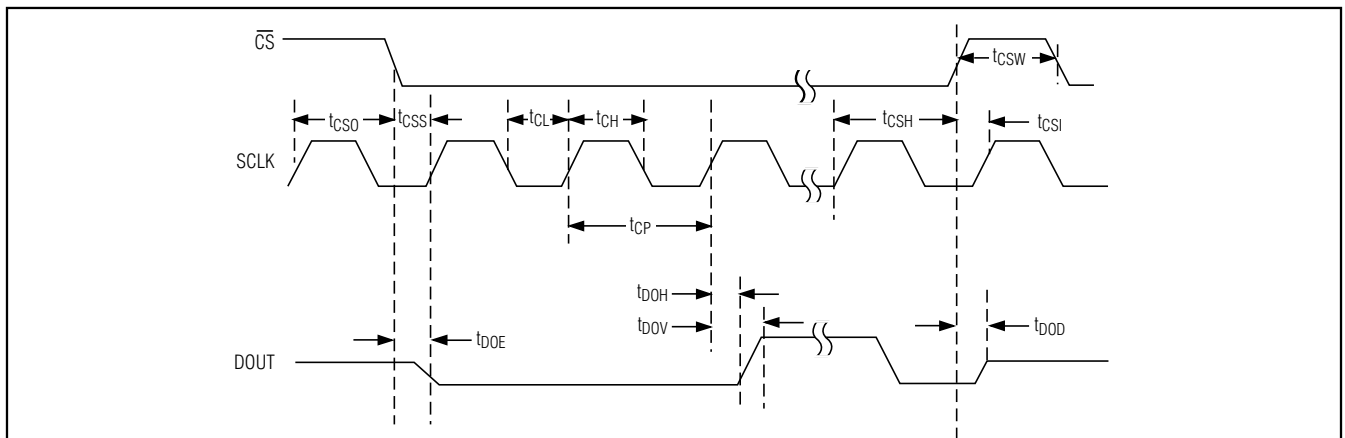 CS
tCSW
tCSO
tCSS
tCL
tCH
tCSH
tCSI
SCLK
tCP
tDOH
tDOV
tDOE
tDOD
DOUT